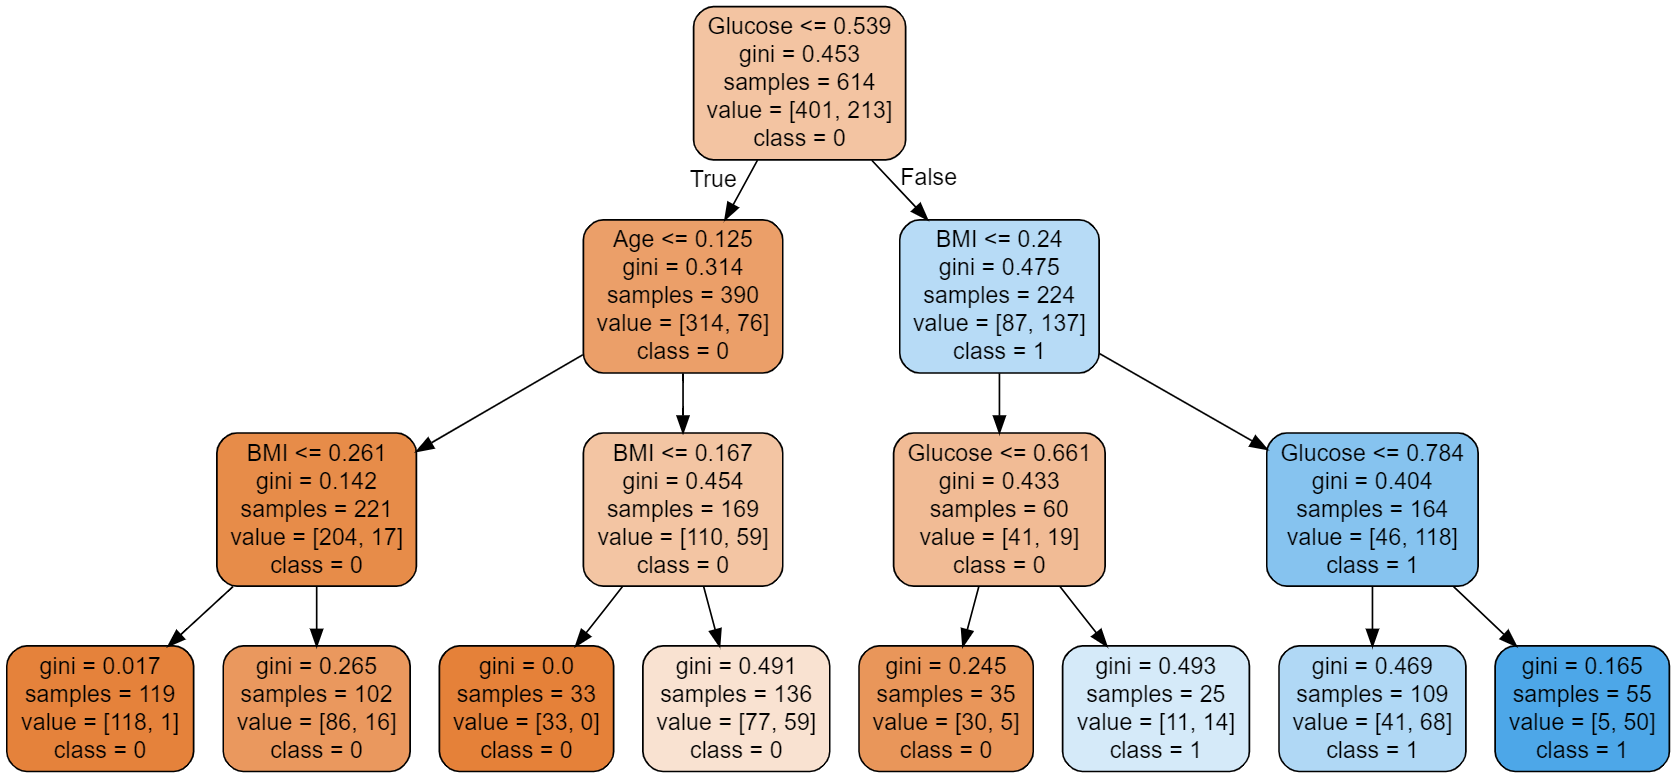 Glucose <= 0.539
gini = 0.453
samples = 614
value = [401, 213]
class = 0
True
False
Age <= 0.125
gini = 0.314
samples = 390
value = [314, 76]
class = 0
BMI <= 0.24
gini = 0.475
samples = 224
value = [87, 137]
class = 1
BMI <= 0.261
gini = 0.142
samples = 221
value = [204, 17]
class = 0
BMI <= 0.167
gini = 0.454
samples = 169
value = [110, 59]
class = 0
Glucose <= 0.661
gini = 0.433
samples = 60
value = [41, 19]
class = 0
Glucose <= 0.784
gini = 0.404
samples = 164
value = [46, 118]
class = 1
gini = 0.017
samples = 119
value = [118, 1]
class = 0
gini = 0.265
samples = 102
value = [86, 16]
class = 0
gini = 0.0
samples = 33
value = [33, 0]
class = 0
gini = 0.491
samples = 136
value = [77, 59]
class = 0
gini = 0.245
samples = 35
value = [30, 5]
class = 0
gini = 0.493
samples = 25
value = [11, 14]
class = 1
gini = 0.469
samples = 109
value = [41, 68]
class = 1
gini = 0.165
samples = 55
value = [5, 50]
class = 1